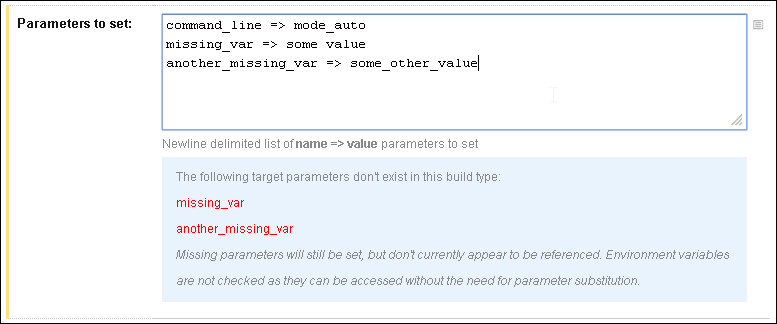 Parameters to set:
command_line => mode_auto
missing_var => some value
another_missing_var => some_other_value
Newline delimited list of name => value parameters to set
The following target parameters don't exist in this build type:
missing_var
another_missing_var
Missing parameters will still be set, but don't currently appear to be referenced. Environment variables
are not checked as they can be accessed without the need for parameter substitution.